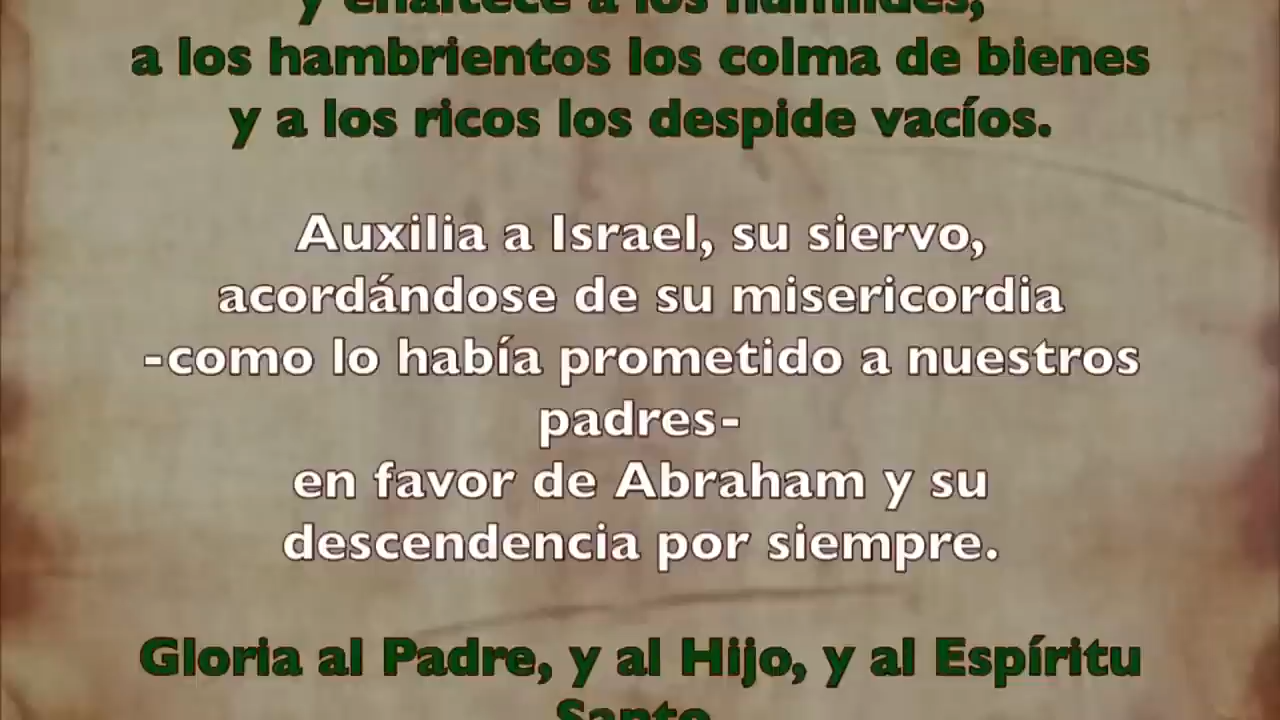 y enaltece a los humildes,
a los hambrientos los colma de bienes
y a los ricos los despide vacíos.
Auxilia a Israel, su siervo,
acordándose de su misericordia
-como lo había prometido a nuestros
padres-
en favor de Abraham y su
descendencia por siempre.
Gloria al Padre, y al Hijo, y al Espíritu
Santo